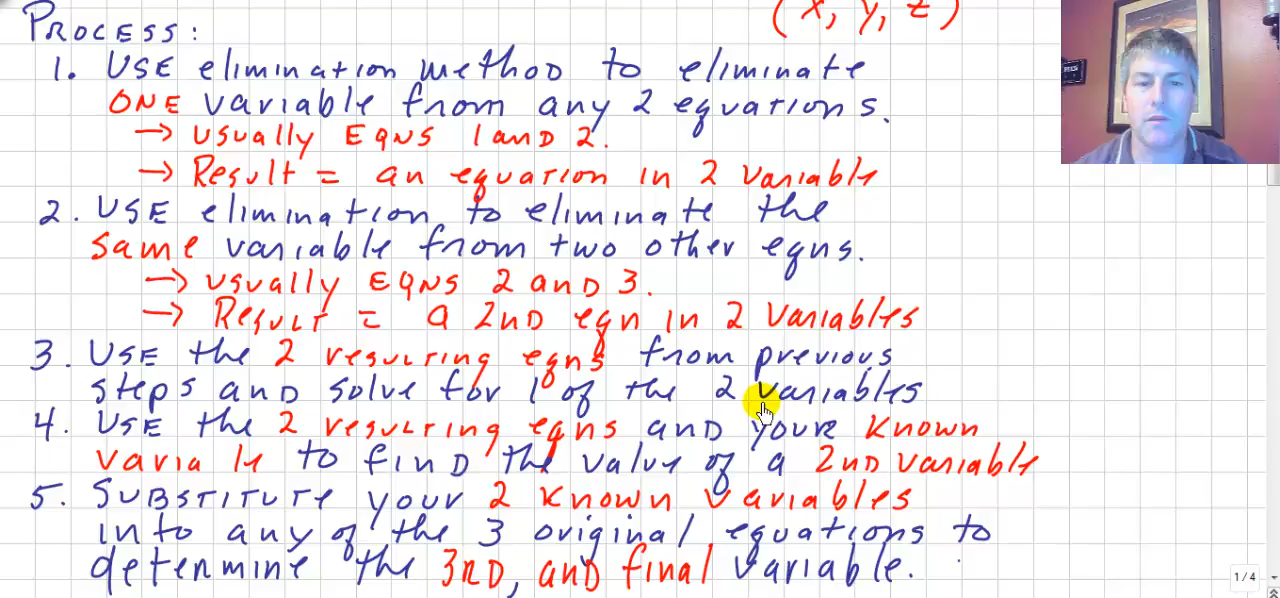 (x, y, z)
PROCESS:
1. USE elimination method to eliminate
ONE variable from any 2 equations.
→ Usually EQNS 1 and 2.
→ Result = an equation in 2 variable
2. USE elimination to eliminate the
same variable from two other eqns.
→ Usually EQNS 2 and 3.
→ Result = a 2nd eqn in 2 variables
3. USE the 2 resulting eqns from previous
steps and solve for 1 of the 2 variables
4. USE the 2 resulting eqns and your known
varia le to find the value of a 2nd variable
5. Substitute your 2 known variables
into any of the 3 original equations to
determine the 3RD, and final variable.
1 / 4